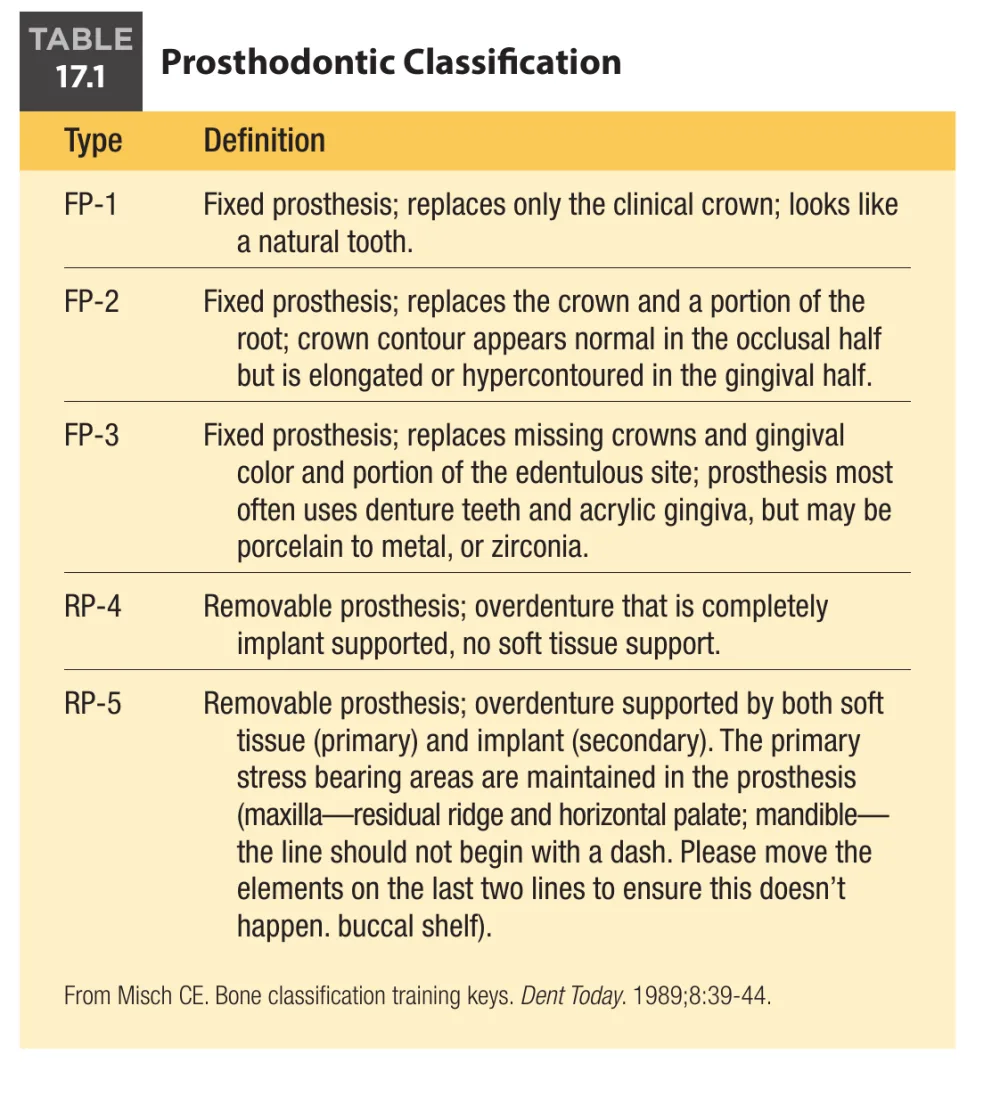 TABLE
17.1
Prosthodontic Classification
Type Definition
FP-1 Fixed prosthesis; replaces only the clinical crown; looks like
a natural tooth.
FP-2 Fixed prosthesis; replaces the crown and a portion of the
root; crown contour appears normal in the occlusal half
but is elongated or hypercontoured in the gingival half.
FP-3 Fixed prosthesis; replaces missing crowns and gingival
color and portion of the edentulous site; prosthesis most
often uses denture teeth and acrylic gingiva, but may be
porcelain to metal, or zirconia.
RP-4 Removable prosthesis; overdenture that is completely
implant supported, no soft tissue support.
RP-5 Removable prosthesis; overdenture supported by both soft
tissue (primary) and implant (secondary). The primary
stress bearing areas are maintained in the prosthesis
(maxilla—residual ridge and horizontal palate; mandible—
the line should not begin with a dash. Please move the
elements on the last two lines to ensure this doesn’t
happen. buccal shelf).
From Misch CE. Bone classification training keys. Dent Today. 1989;8:39-44.